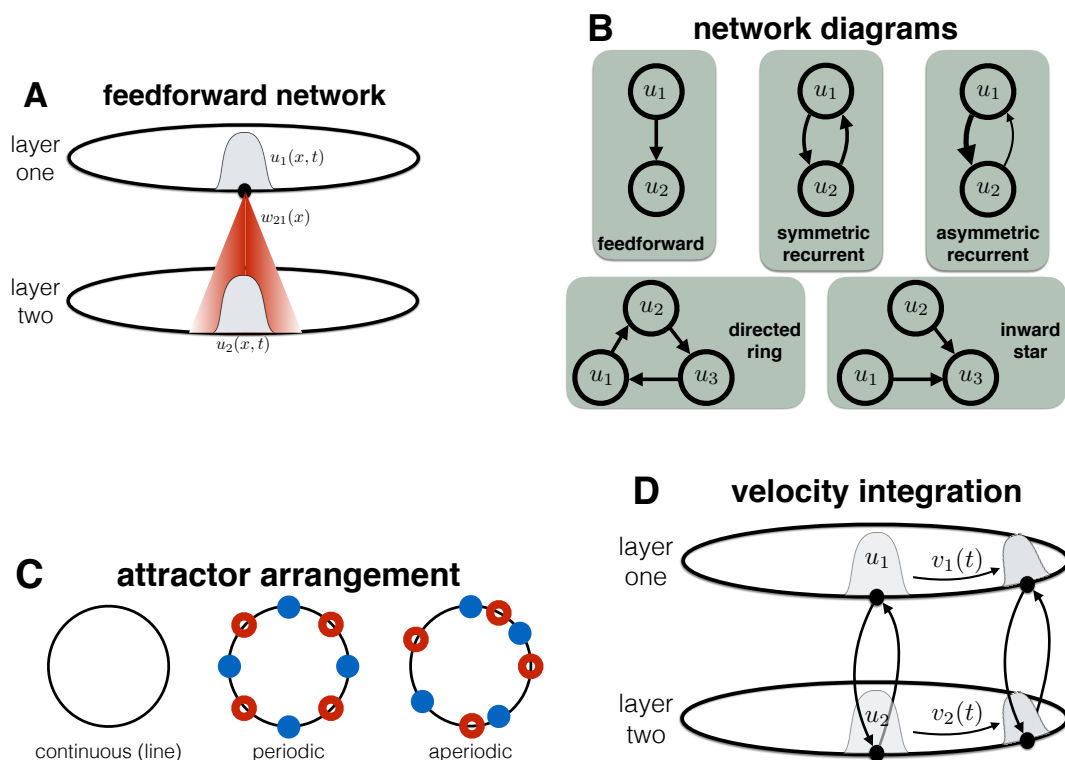 A feedforward network
layer
one
u₁(x, t)
w₂₁(x)
layer
two
u₂(x, t)
B network diagrams
u₁
u₂
feedforward
u₁
u₂
symmetric
recurrent
u₁
u₂
asymmetric
recurrent
u₂
directed
ring
u₁
u₃
u₂
inward
star
u₁
u₃
C attractor arrangement
continuous (line)
periodic
aperiodic
D velocity integration
layer
one
u₁
v₁(t)
layer
two
u₂
v₂(t)